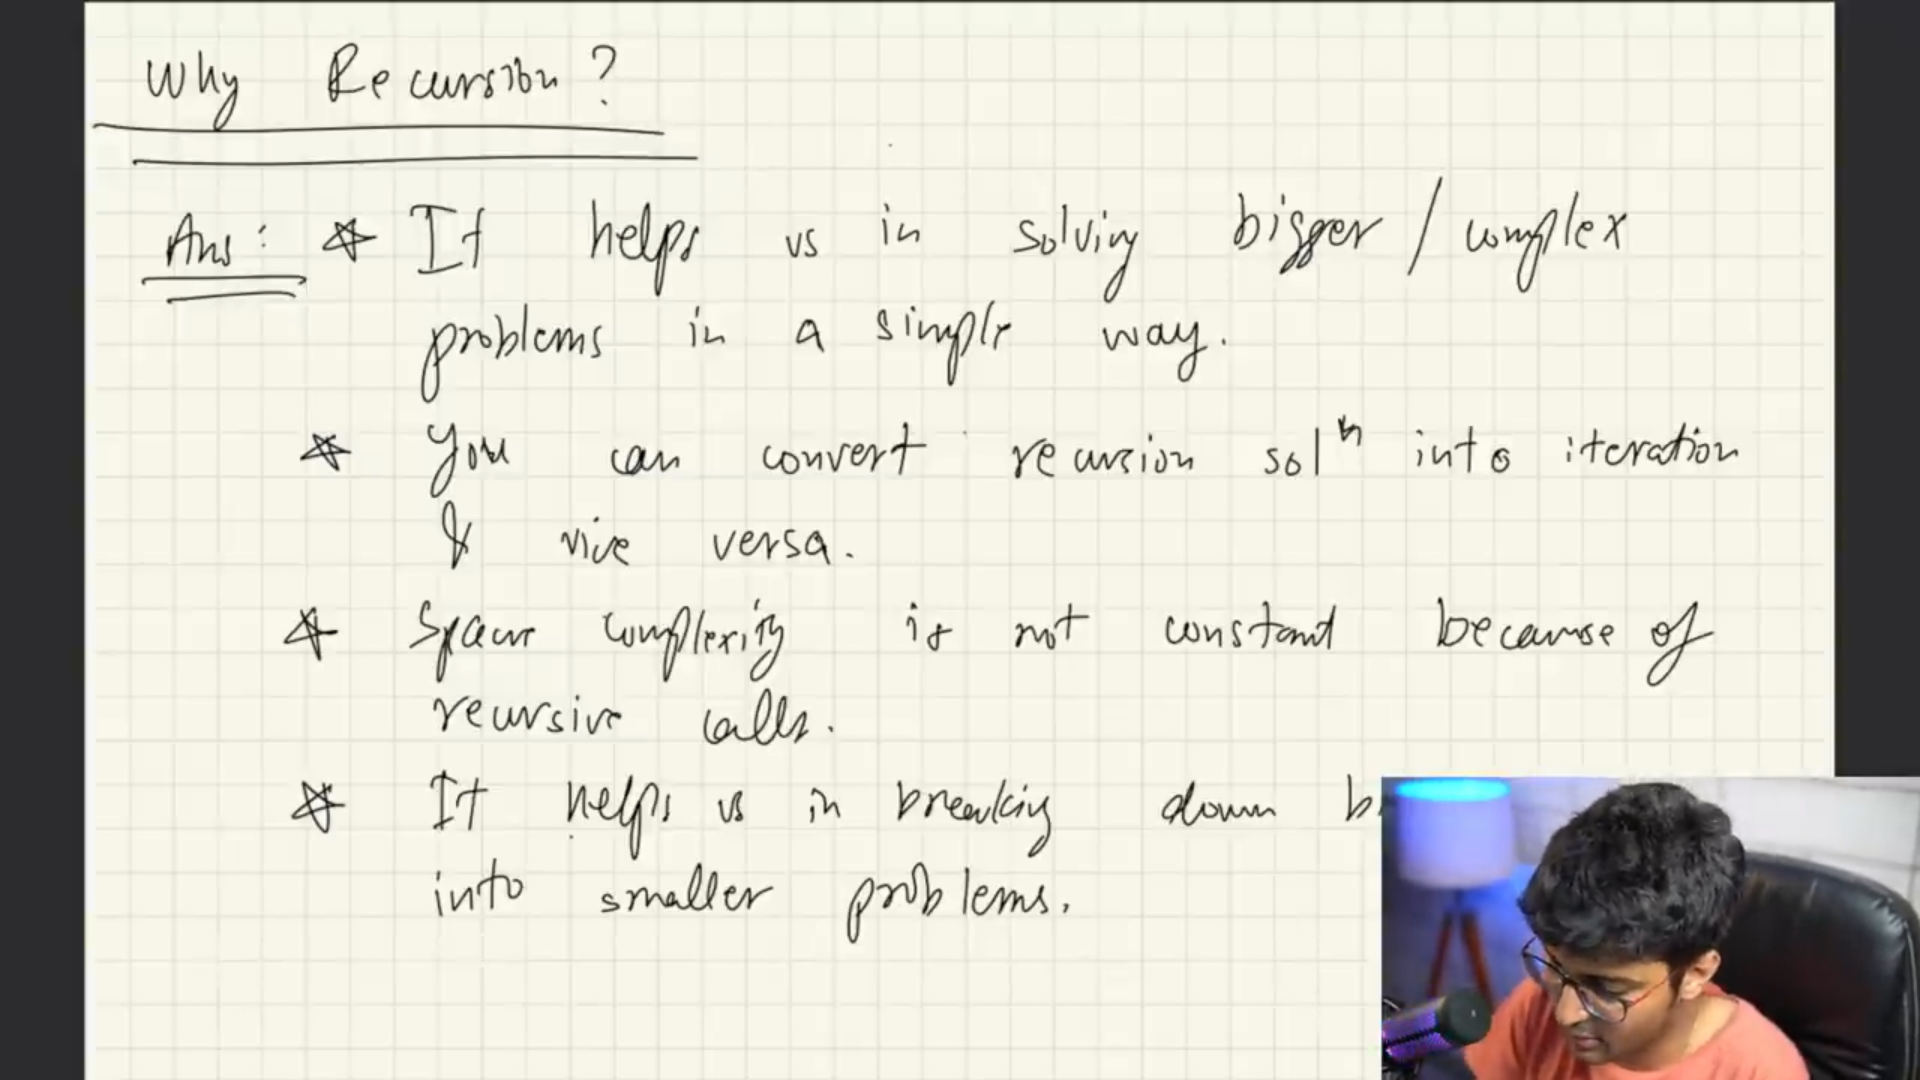 Why Recursion?
Ans: It helps us in solving bigger / complex
problems in a simple way.
You can convert recursion solⁿ into iteration
& vice versa.
Space complexity is not constant because of
recursive calls.
It helps us in breaking down
into smaller problems.